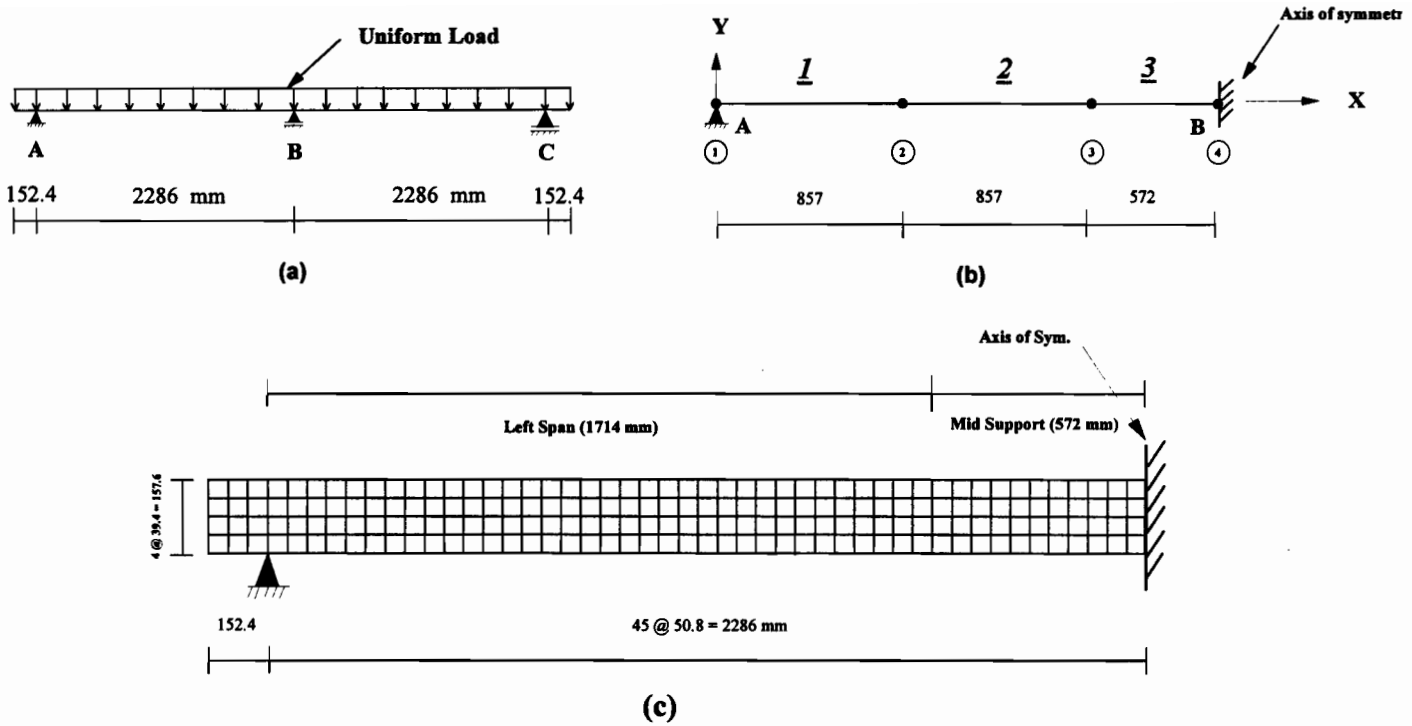 Uniform Load
A
B
C
152.4
2286 mm
2286 mm
152.4
(a)
Axis of symmetr
Y
1
2
3
X
A
B
1
2
3
4
857
857
572
(b)
Axis of Sym.
Left Span (1714 mm)
Mid Support (572 mm)
4 @ 39.4 = 157.6
152.4
45 @ 50.8 = 2286 mm
(c)